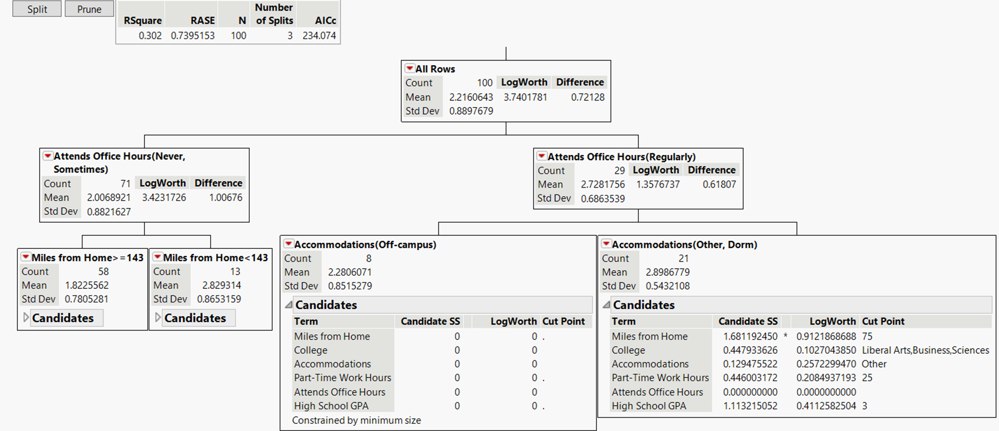 Split Prune
RSquare RASE N Number of Splits AICc
0.302 0.7395153 100 3 234.074
All Rows
Count 100 LogWorth Difference
Mean 2.2160643 3.7401781 0.72128
Std Dev 0.8897679
Attends Office Hours(Never,
Sometimes)
Count 71 LogWorth Difference
Mean 2.0068921 3.4231726 1.00676
Std Dev 0.8821627
Attends Office Hours(Regularly)
Count 29 LogWorth Difference
Mean 2.7281756 1.3576737 0.61807
Std Dev 0.6863539
Miles from Home>=143
Count 58
Mean 1.8225562
Std Dev 0.7805281
Candidates
Miles from Home<143
Count 13
Mean 2.829314
Std Dev 0.8653159
Candidates
Accommodations(Off-campus)
Count 8
Mean 2.2806071
Std Dev 0.8515279
Candidates
Term Candidate SS LogWorth Cut Point
Miles from Home 0 0 .
College 0 0
Accommodations 0 0
Part-Time Work Hours 0 0 .
Attends Office Hours 0 0
High School GPA 0 0 .
Constrained by minimum size
Accommodations(Other, Dorm)
Count 21
Mean 2.8986779
Std Dev 0.5432108
Candidates
Term Candidate SS LogWorth Cut Point
Miles from Home 1.681192450 * 0.9121868688 75
College 0.447933626 0.1027043850 Liberal Arts,Business,Sciences
Accommodations 0.129475522 0.2572299470 Other
Part-Time Work Hours 0.446003172 0.2084937193 25
Attends Office Hours 0.000000000 0.0000000000
High School GPA 1.113215052 0.4112582504 3